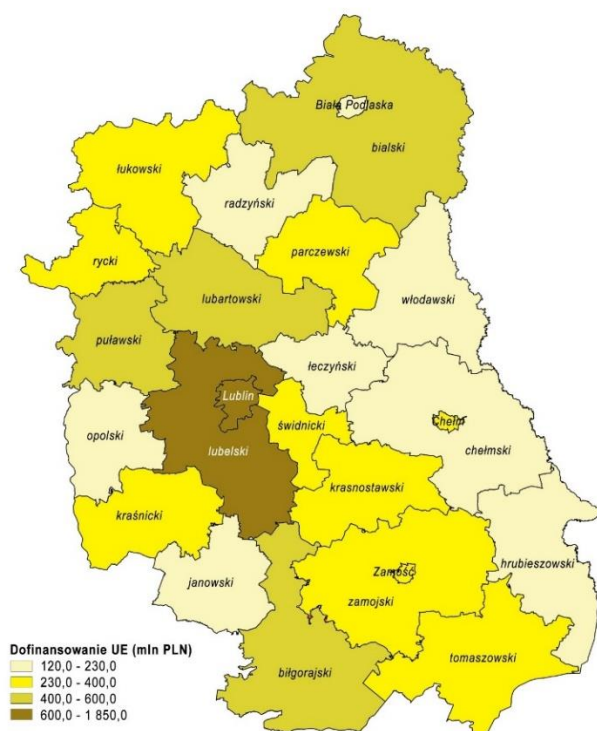 Biała Podlaska
bialski
łukowski
radzyński
parczewski
rycki
lubartowski
włodawski
puławski
łęczyński
Lublin
opolski
świdnicki
Chełm
lubelski
chełmski
krasnostawski
kraśnicki
hrubieszowski
janowski
Zamość
zamojski
tomaszowski
biłgorajski
Dofinansowanie UE (mln PLN)
120,0 - 230,0
230,0 - 400,0
400,0 - 600,0
600,0 - 1 850,0